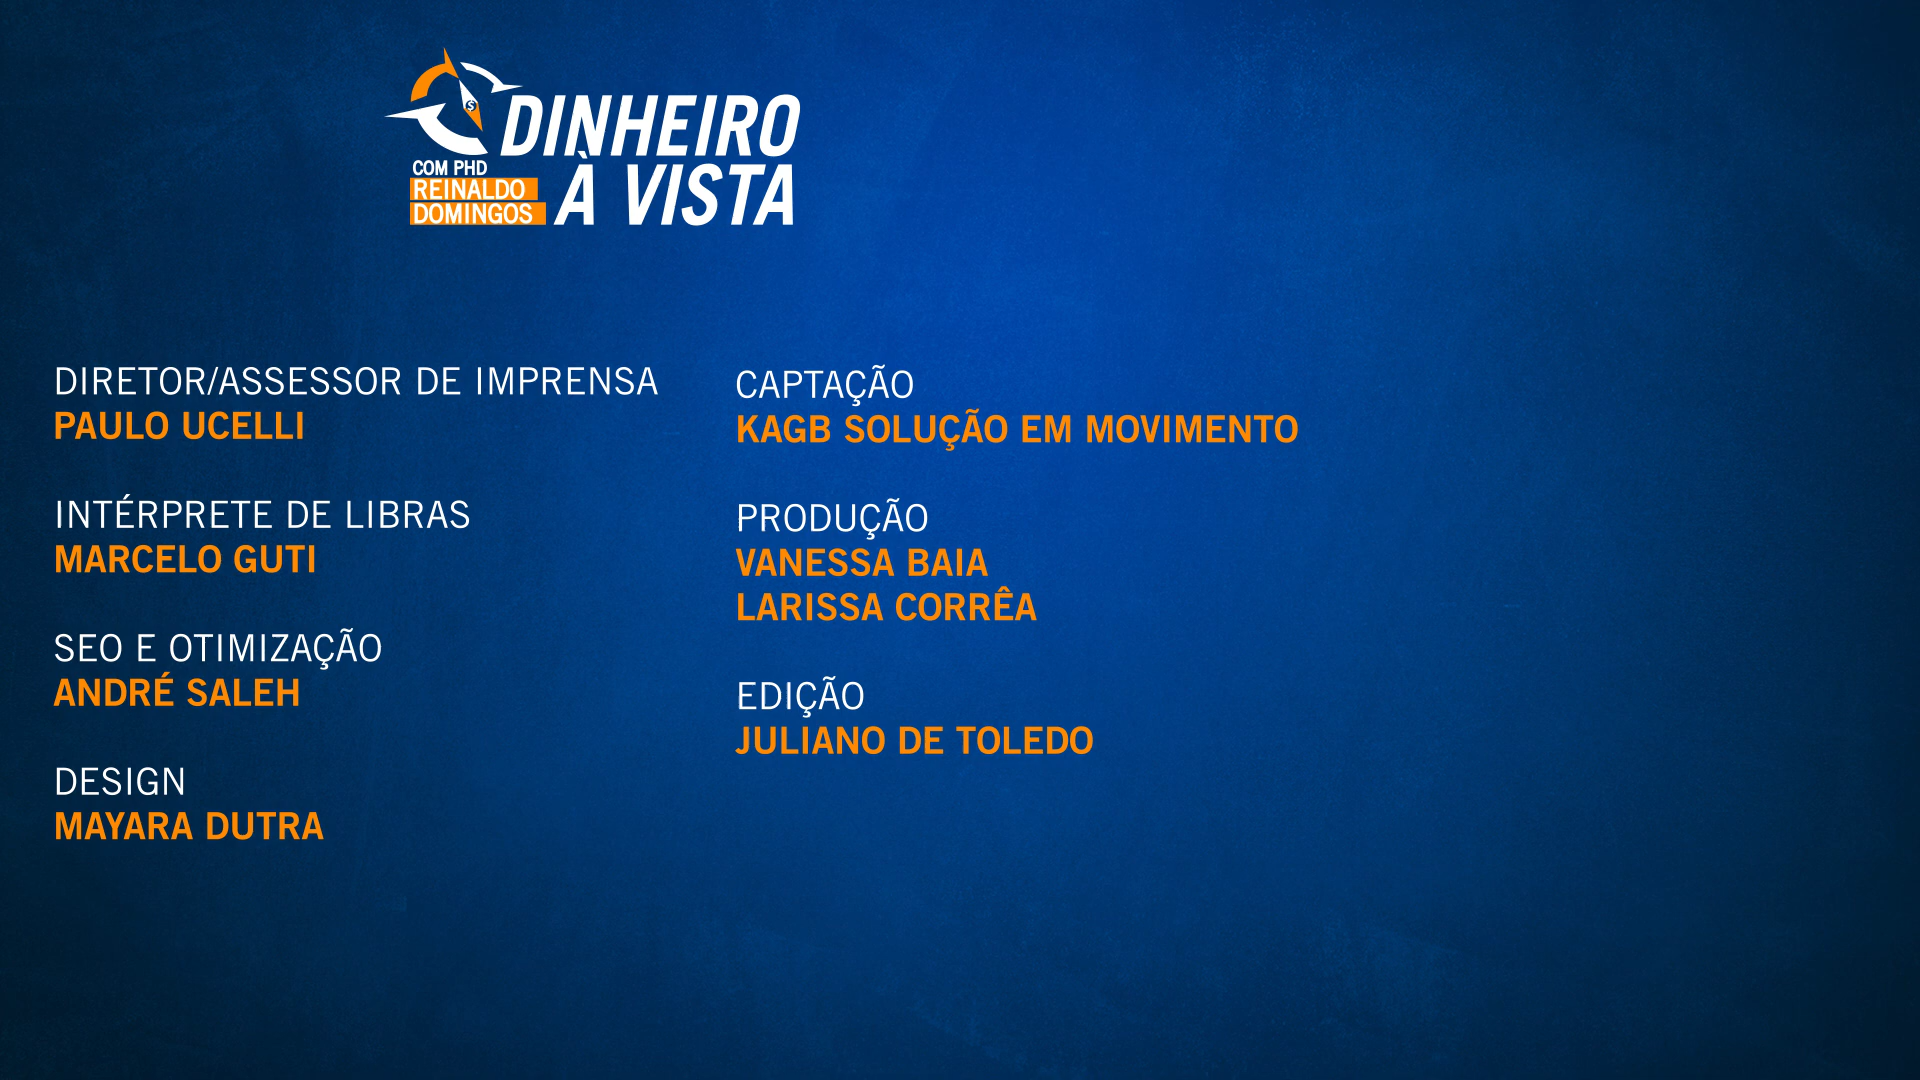 DINHEIRO
À VISTA
COM PHD
REINALDO
DOMINGOS
DIRETOR/ASSESSOR DE IMPRENSA
PAULO UCELLI
INTÉRPRETE DE LIBRAS
MARCELO GUTI
SEO E OTIMIZAÇÃO
ANDRÉ SALEH
DESIGN
MAYARA DUTRA
CAPTAÇÃO
KAGB SOLUÇÃO EM MOVIMENTO
PRODUÇÃO
VANESSA BAIA
LARISSA CORRÊA
EDIÇÃO
JULIANO DE TOLEDO